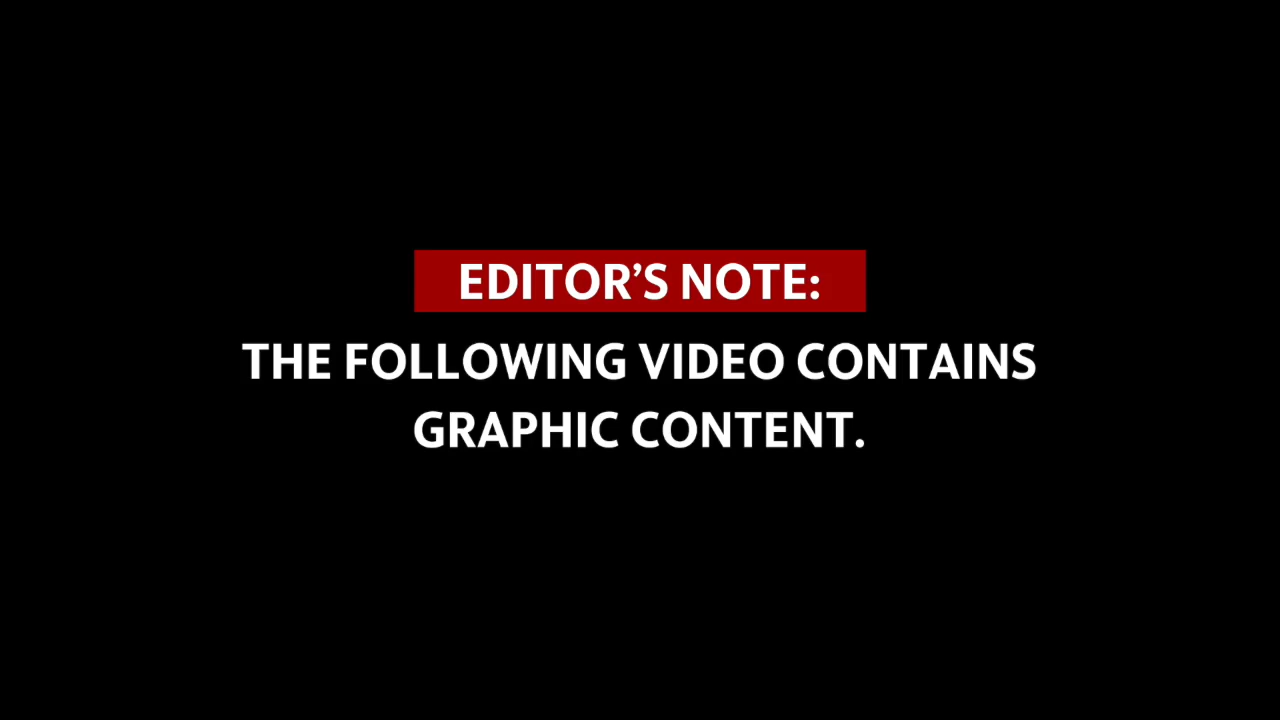 EDITOR’S NOTE:
THE FOLLOWING VIDEO CONTAINS
GRAPHIC CONTENT.